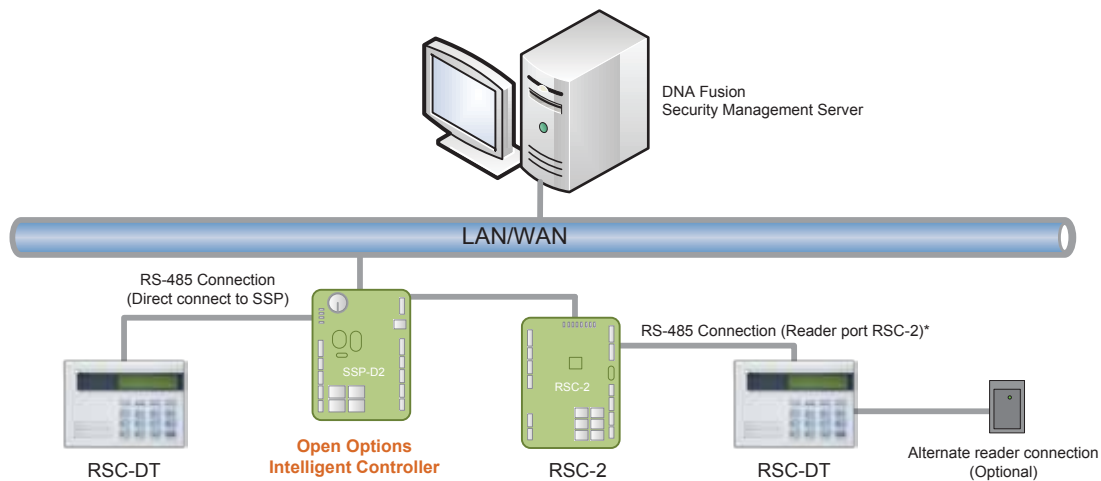 DNA Fusion
Security Management Server
LAN/WAN
RS-485 Connection
(Direct connect to SSP)
SSP-D2
RSC-2
RS-485 Connection (Reader port RSC-2)*
RSC-DT
Open Options
Intelligent Controller
RSC-2
RSC-DT
Alternate reader connection
(Optional)